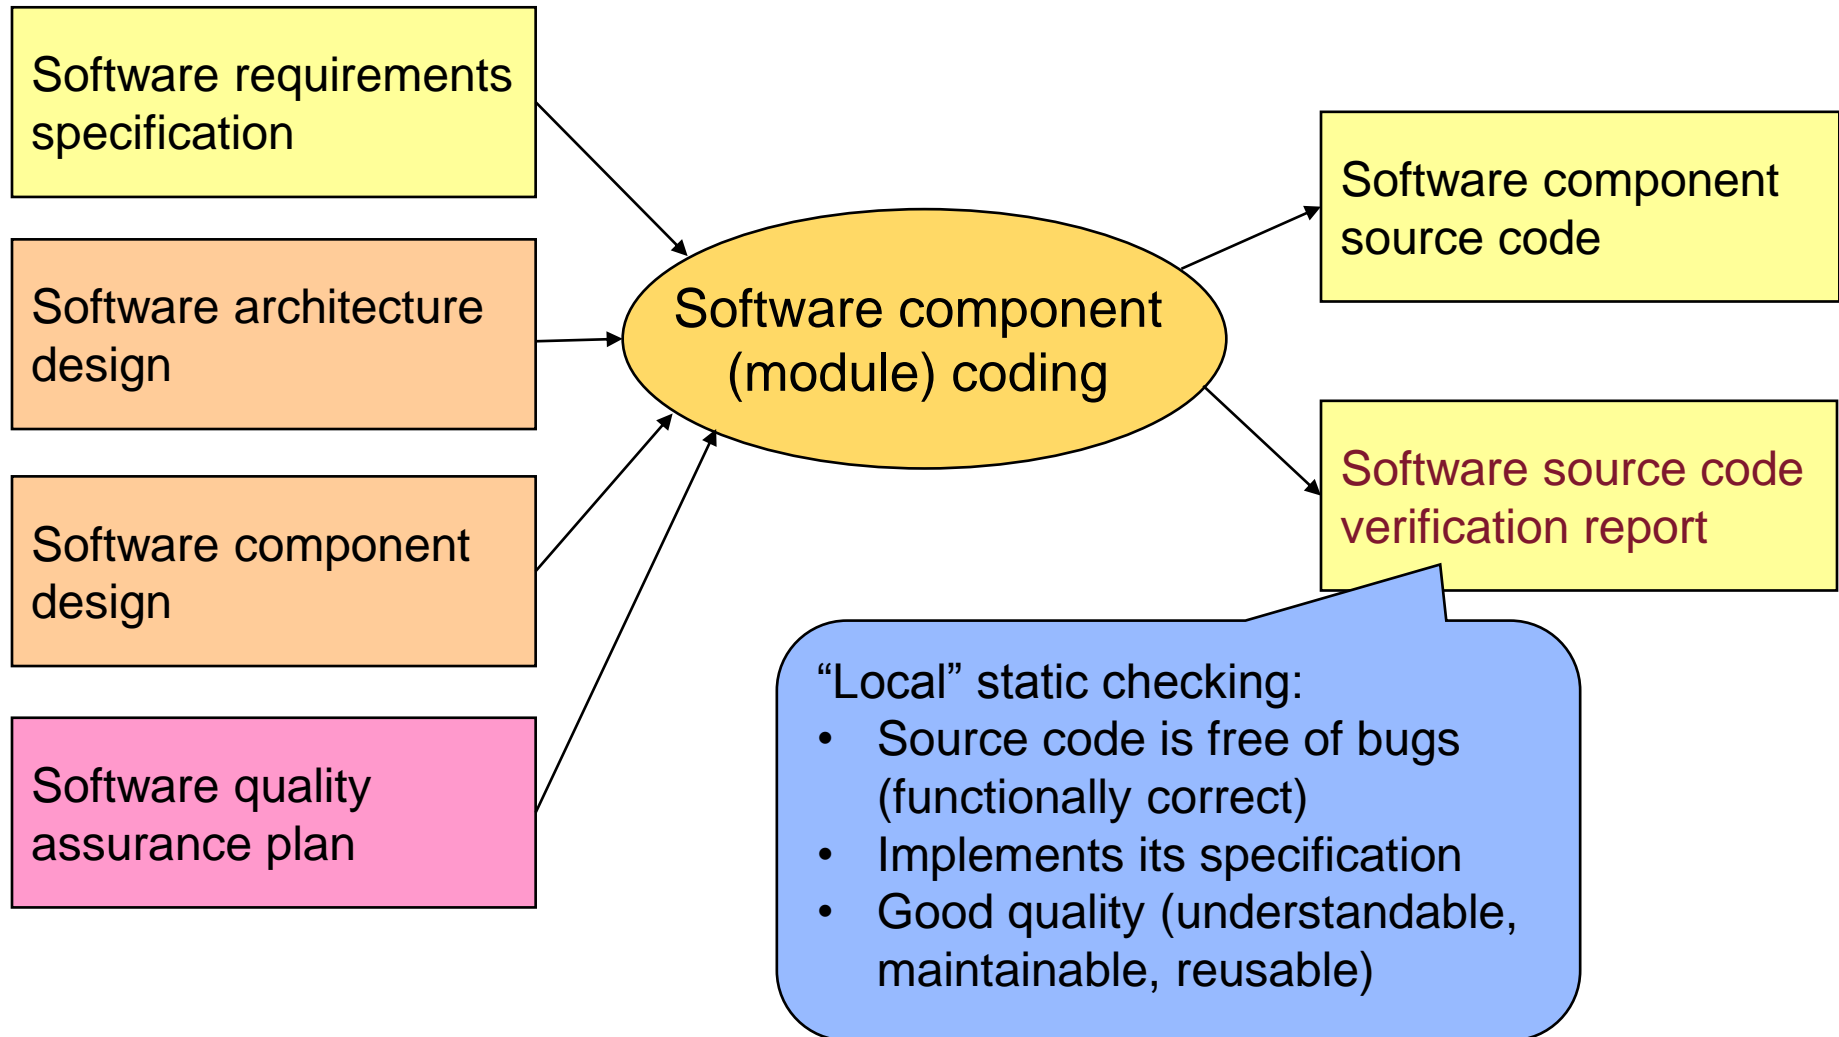 Software requirements
specification
Software architecture
design
Software component
design
Software quality
assurance plan
Software component
(module) coding
Software component
source code
Software source code
verification report
“Local” static checking:
• Source code is free of bugs
(functionally correct)
• Implements its specification
• Good quality (understandable,
maintainable, reusable)